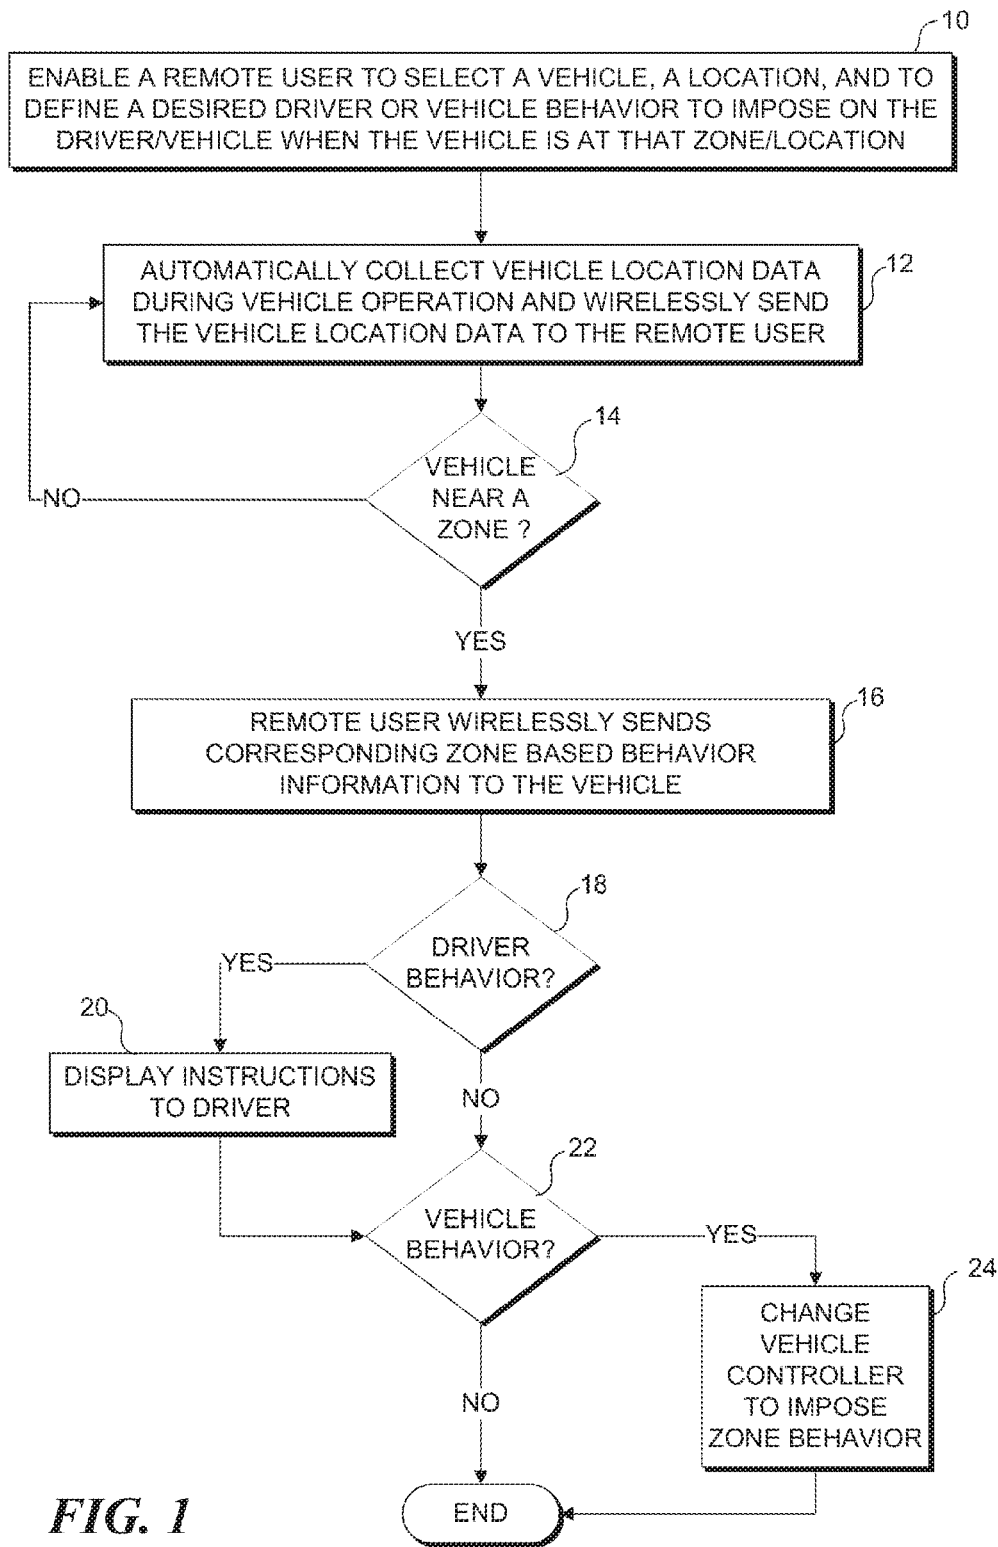 10
ENABLE A REMOTE USER TO SELECT A VEHICLE, A LOCATION, AND TO
DEFINE A DESIRED DRIVER OR VEHICLE BEHAVIOR TO IMPOSE ON THE
DRIVER/VEHICLE WHEN THE VEHICLE IS AT THAT ZONE/LOCATION
12
AUTOMATICALLY COLLECT VEHICLE LOCATION DATA
DURING VEHICLE OPERATION AND WIRELESSLY SEND
THE VEHICLE LOCATION DATA TO THE REMOTE USER
14
VEHICLE
NEAR A
ZONE ?
NO
YES
16
REMOTE USER WIRELESSLY SENDS
CORRESPONDING ZONE BASED BEHAVIOR
INFORMATION TO THE VEHICLE
18
DRIVER
BEHAVIOR?
YES
20
DISPLAY INSTRUCTIONS
TO DRIVER
NO
22
VEHICLE
BEHAVIOR?
YES
24
CHANGE
VEHICLE
CONTROLLER
TO IMPOSE
ZONE BEHAVIOR
NO
END
FIG. 1